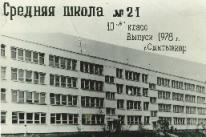 Средняя школа №21
10-"А" класс
Выпуск 1978 г.
г.Сыктывкар